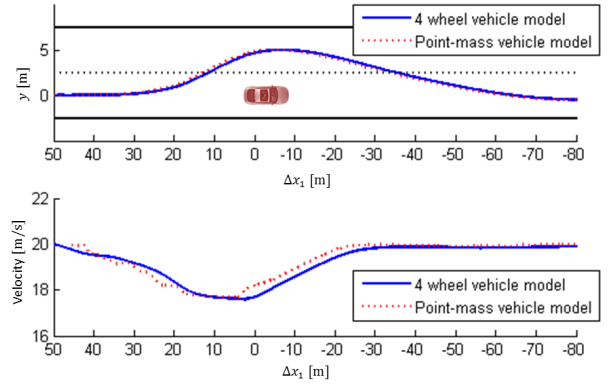 4 wheel vehicle model
Point-mass vehicle model
5
0
y [m]
50 40 30 20 10 0 -10 -20 -30 -40 -50 -60 -70 -80
Δx₁ [m]
22
20
18
16
Velocity [m/s]
4 wheel vehicle model
Point-mass vehicle model
50 40 30 20 10 0 -10 -20 -30 -40 -50 -60 -70 -80
Δx₁ [m]